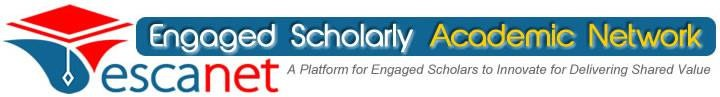 Engaged Scholarly Academic Network
escanet
A Platform for Engaged Scholars to Innovate for Delivering Shared Value